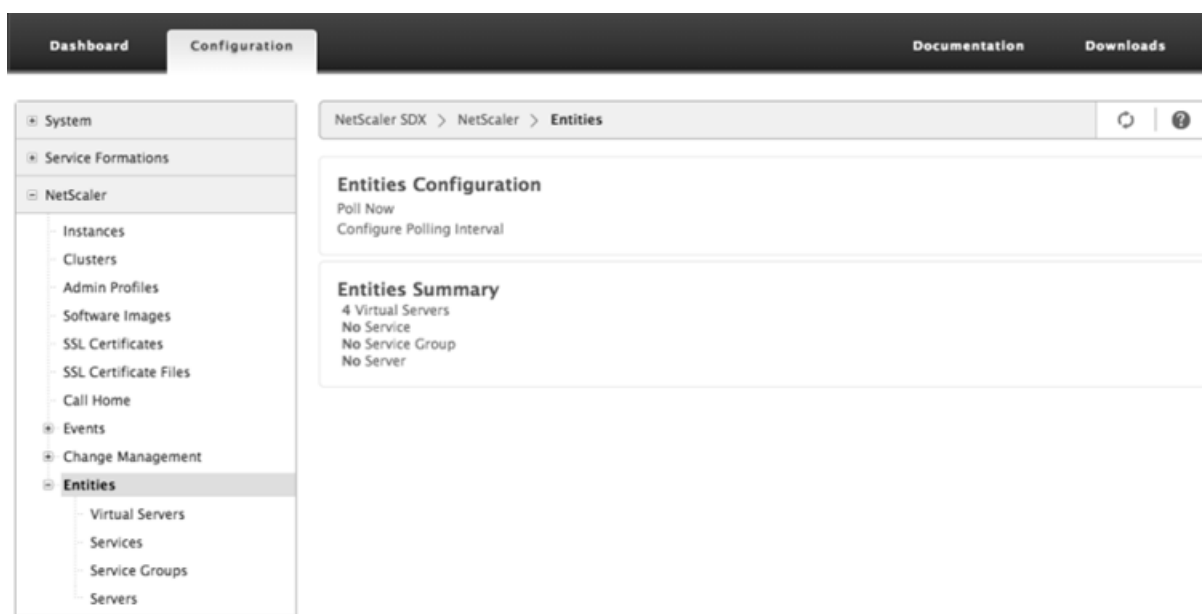 Dashboard Configuration Documentation Downloads
System
Service Formations
NetScaler
Instances
Clusters
Admin Profiles
Software Images
SSL Certificates
SSL Certificate Files
Call Home
Events
Change Management
Entities
Virtual Servers
Services
Service Groups
Servers
NetScaler SDX > NetScaler > Entities
Entities Configuration
Poll Now
Configure Polling Interval
Entities Summary
4 Virtual Servers
No Service
No Service Group
No Server